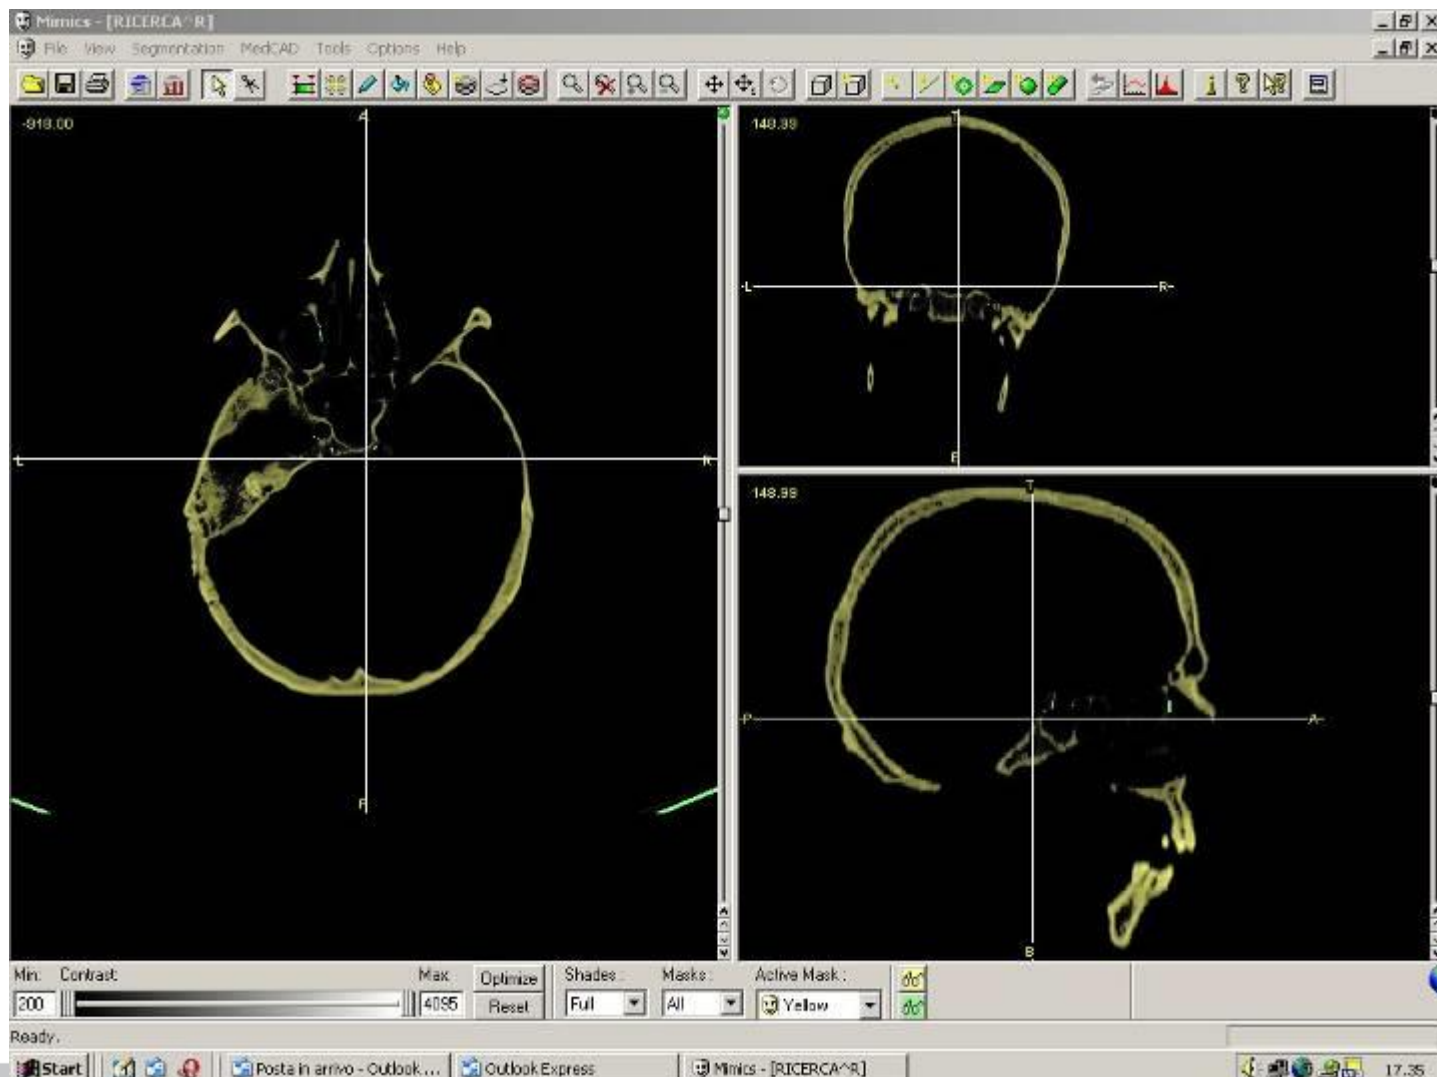 Mimics - [RICERCA^R]
File View Segmentation MedCAD Tools Options Help
-918.00
A
L
R
P
148.99
T
L
R
B
148.99
T
P
A
B
Min: Contrast Max: Optimize Shades : Masks : Active Mask :
200 4095 Reset Full All Yellow
Ready.
Start Posta in arrivo - Outlook ... Outlook Express Mimics - [RICERCA^R] 17.35